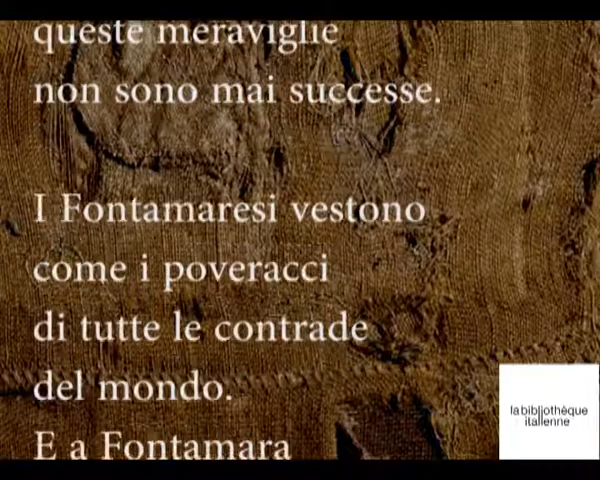 queste meraviglie
non sono mai successe.
I Fontamaresi vestono
come i poveracci
di tutte le contrade
del mondo.
E a Fontamara
la bibliothèque
italienne